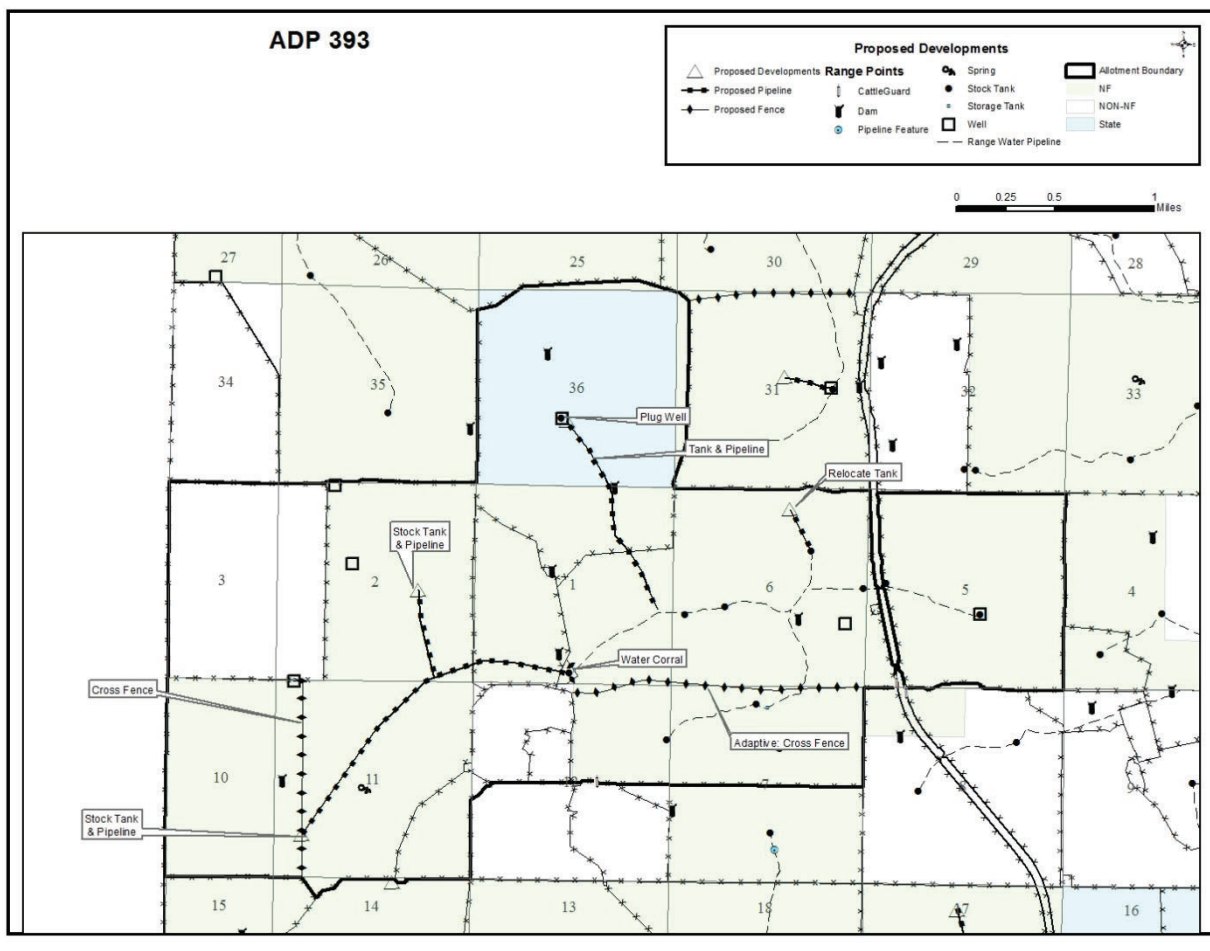 ADP 393
Proposed Developments
Proposed Developments
Proposed Pipeline
Proposed Fence
Range Points
CattleGuard
Dam
Pipeline Feature
Spring
Stock Tank
Storage Tank
Well
Range Water Pipeline
Allotment Boundary
NF
NON-NF
State
0 0.25 0.5 1
Miles
27 26 25 30 29 28
34 35 36 31 32 33
Plug Well
Tank & Pipeline
Relocate Tank
Stock Tank
& Pipeline
3 2 1 6 5 4
Water Corral
Cross Fence
Adaptive: Cross Fence
10 11 7 9
Stock Tank
& Pipeline
15 14 13 18 17 16